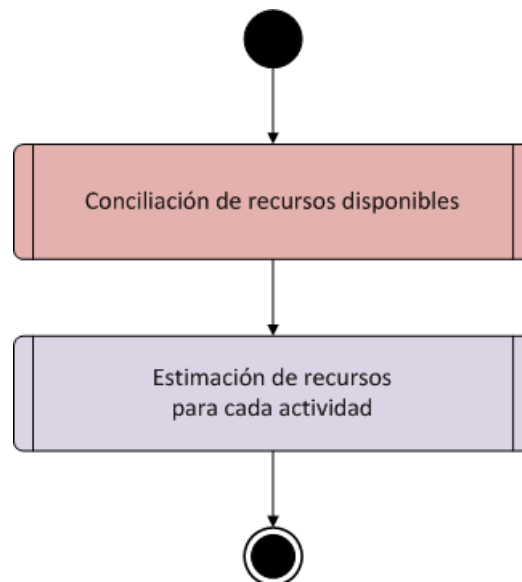 Conciliación de recursos disponibles
Estimación de recursos
para cada actividad